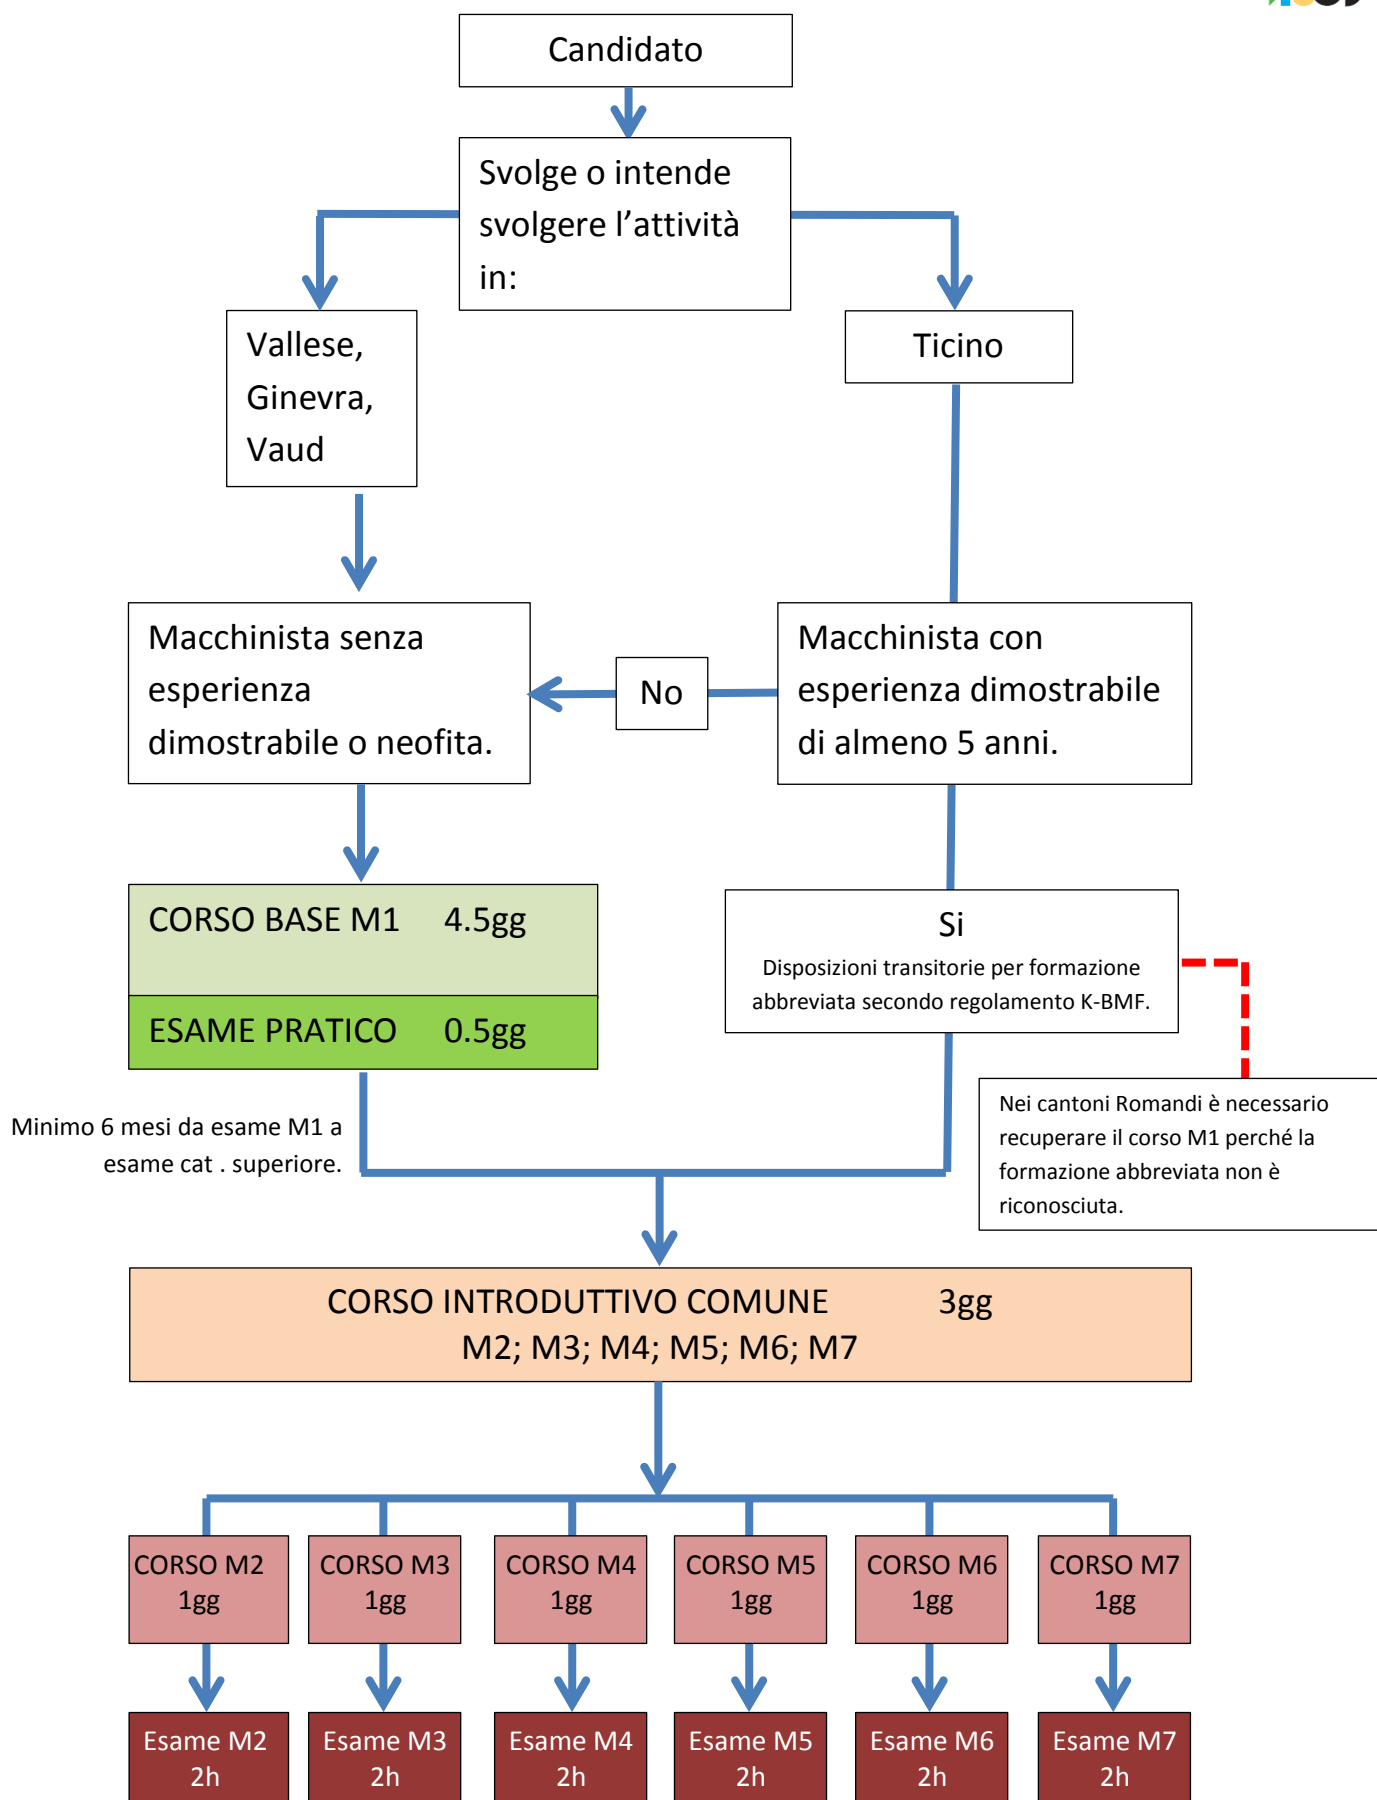 Candidato
Svolge o intende
svolgere l’attività
in:
Vallese,
Ginevra,
Vaud
Ticino
Macchinista senza
esperienza
dimostrabile o neofita.
No
Macchinista con
esperienza dimostrabile
di almeno 5 anni.
CORSO BASE M1 4.5gg
ESAME PRATICO 0.5gg
Si
Disposizioni transitorie per formazione
abbreviata secondo regolamento K-BMF.
Minimo 6 mesi da esame M1 a
esame cat . superiore.
Nei cantoni Romandi è necessario
recuperare il corso M1 perché la
formazione abbreviata non è
riconosciuta.
CORSO INTRODUTTIVO COMUNE 3gg
M2; M3; M4; M5; M6; M7
CORSO M2
1gg
CORSO M3
1gg
CORSO M4
1gg
CORSO M5
1gg
CORSO M6
1gg
CORSO M7
1gg
Esame M2
2h
Esame M3
2h
Esame M4
2h
Esame M5
2h
Esame M6
2h
Esame M7
2h